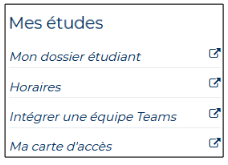 Mes études
Mon dossier étudiant
Horaires
Intégrer une équipe Teams
Ma carte d'accès